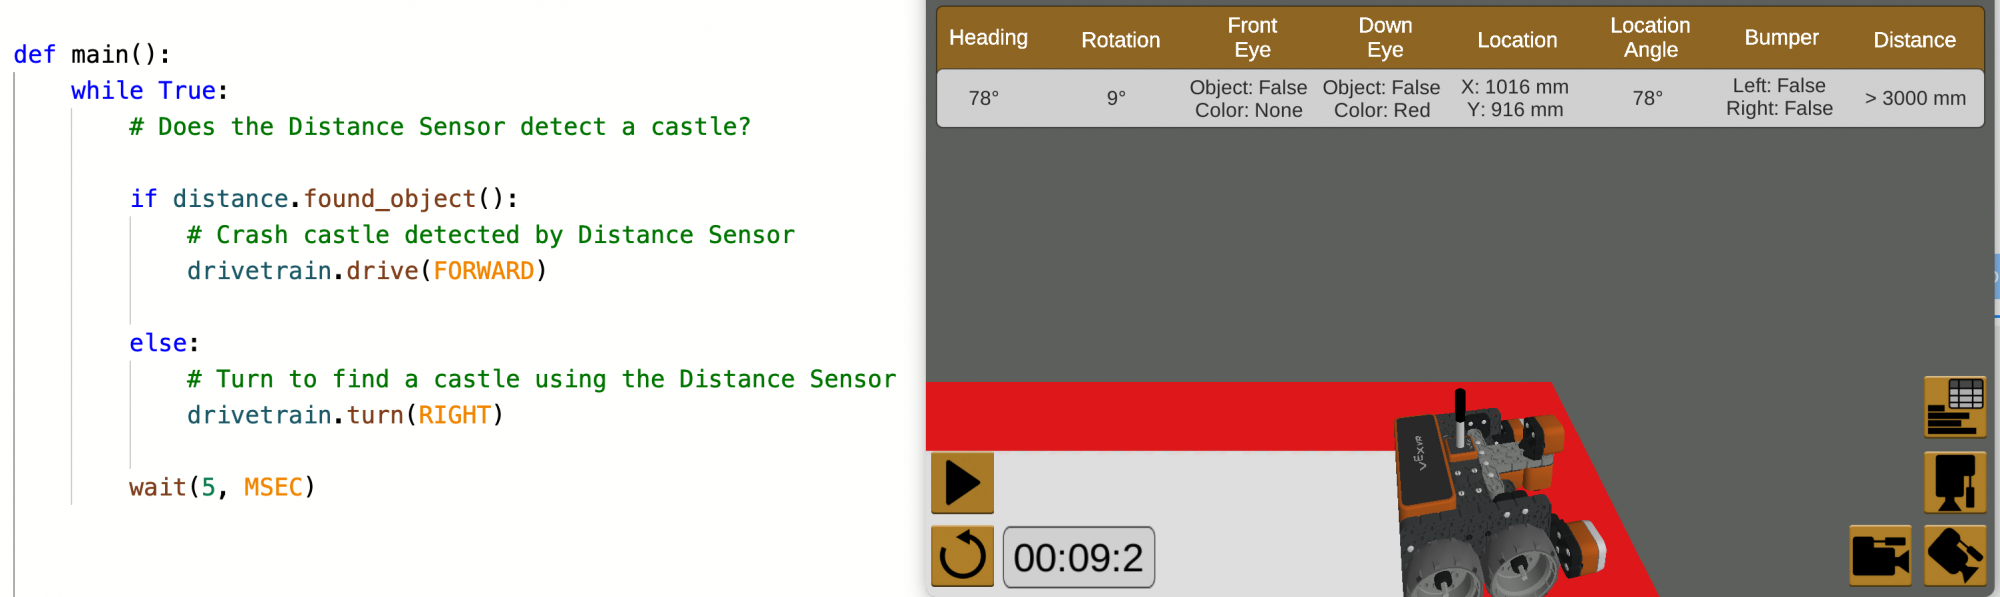 def main():
while True:
# Does the Distance Sensor detect a castle?
if distance.found_object():
# Crash castle detected by Distance Sensor
drivetrain.drive(FORWARD)
else:
# Turn to find a castle using the Distance Sensor
drivetrain.turn(RIGHT)
wait(5, MSEC)
Heading
Rotation
Front
Eye
Down
Eye
Location
Location
Angle
Bumper
Distance
78°
9°
Object: False
Color: None
Object: False
Color: Red
X: 1016 mm
Y: 916 mm
78°
Left: False
Right: False
> 3000 mm
VEXVR
00:09:2